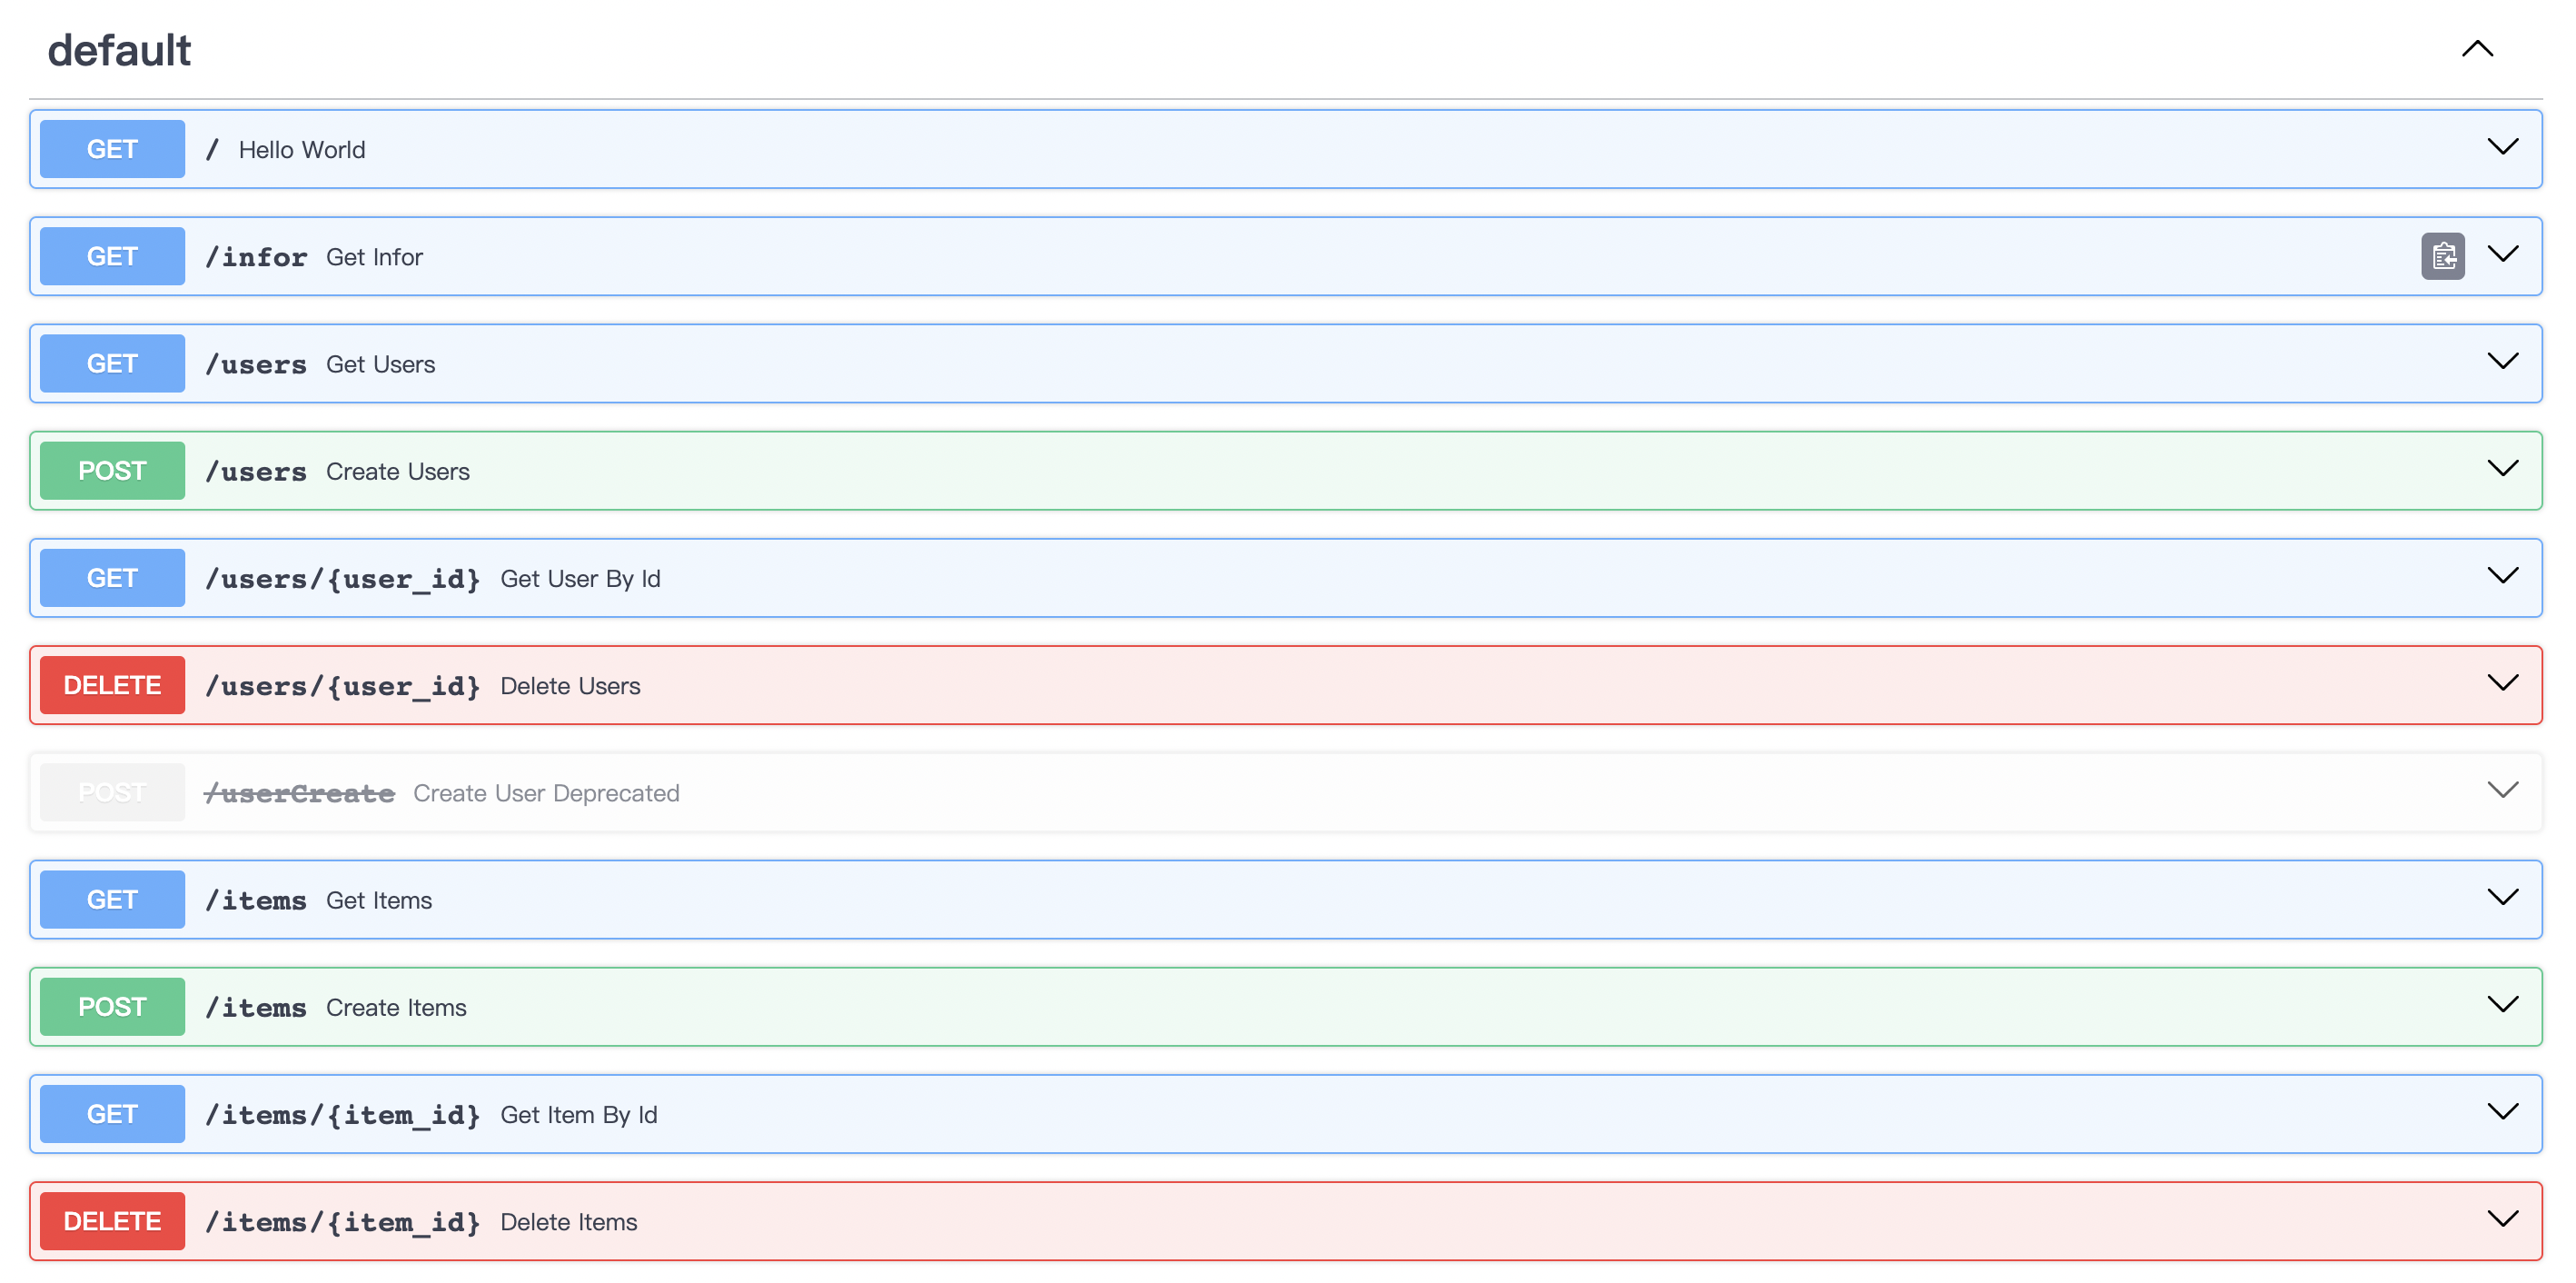 default
GET / Hello World
GET /infor Get Infor
GET /users Get Users
POST /users Create Users
GET /users/{user_id} Get User By Id
DELETE /users/{user_id} Delete Users
POST /userCreate Create User Deprecated
GET /items Get Items
POST /items Create Items
GET /items/{item_id} Get Item By Id
DELETE /items/{item_id} Delete Items